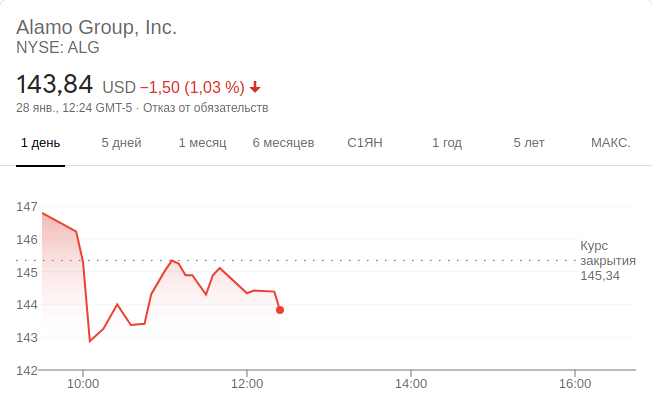 Alamo Group, Inc.
NYSE: ALG
143,84 USD −1,50 (1,03 %)
28 янв., 12:24 GMT-5 · Отказ от обязательств
1 день 5 дней 1 месяц 6 месяцев С1ЯН 1 год 5 лет МАКС.
147
146
Курс
закрытия
145,34
145
144
143
142
10:00 12:00 14:00 16:00